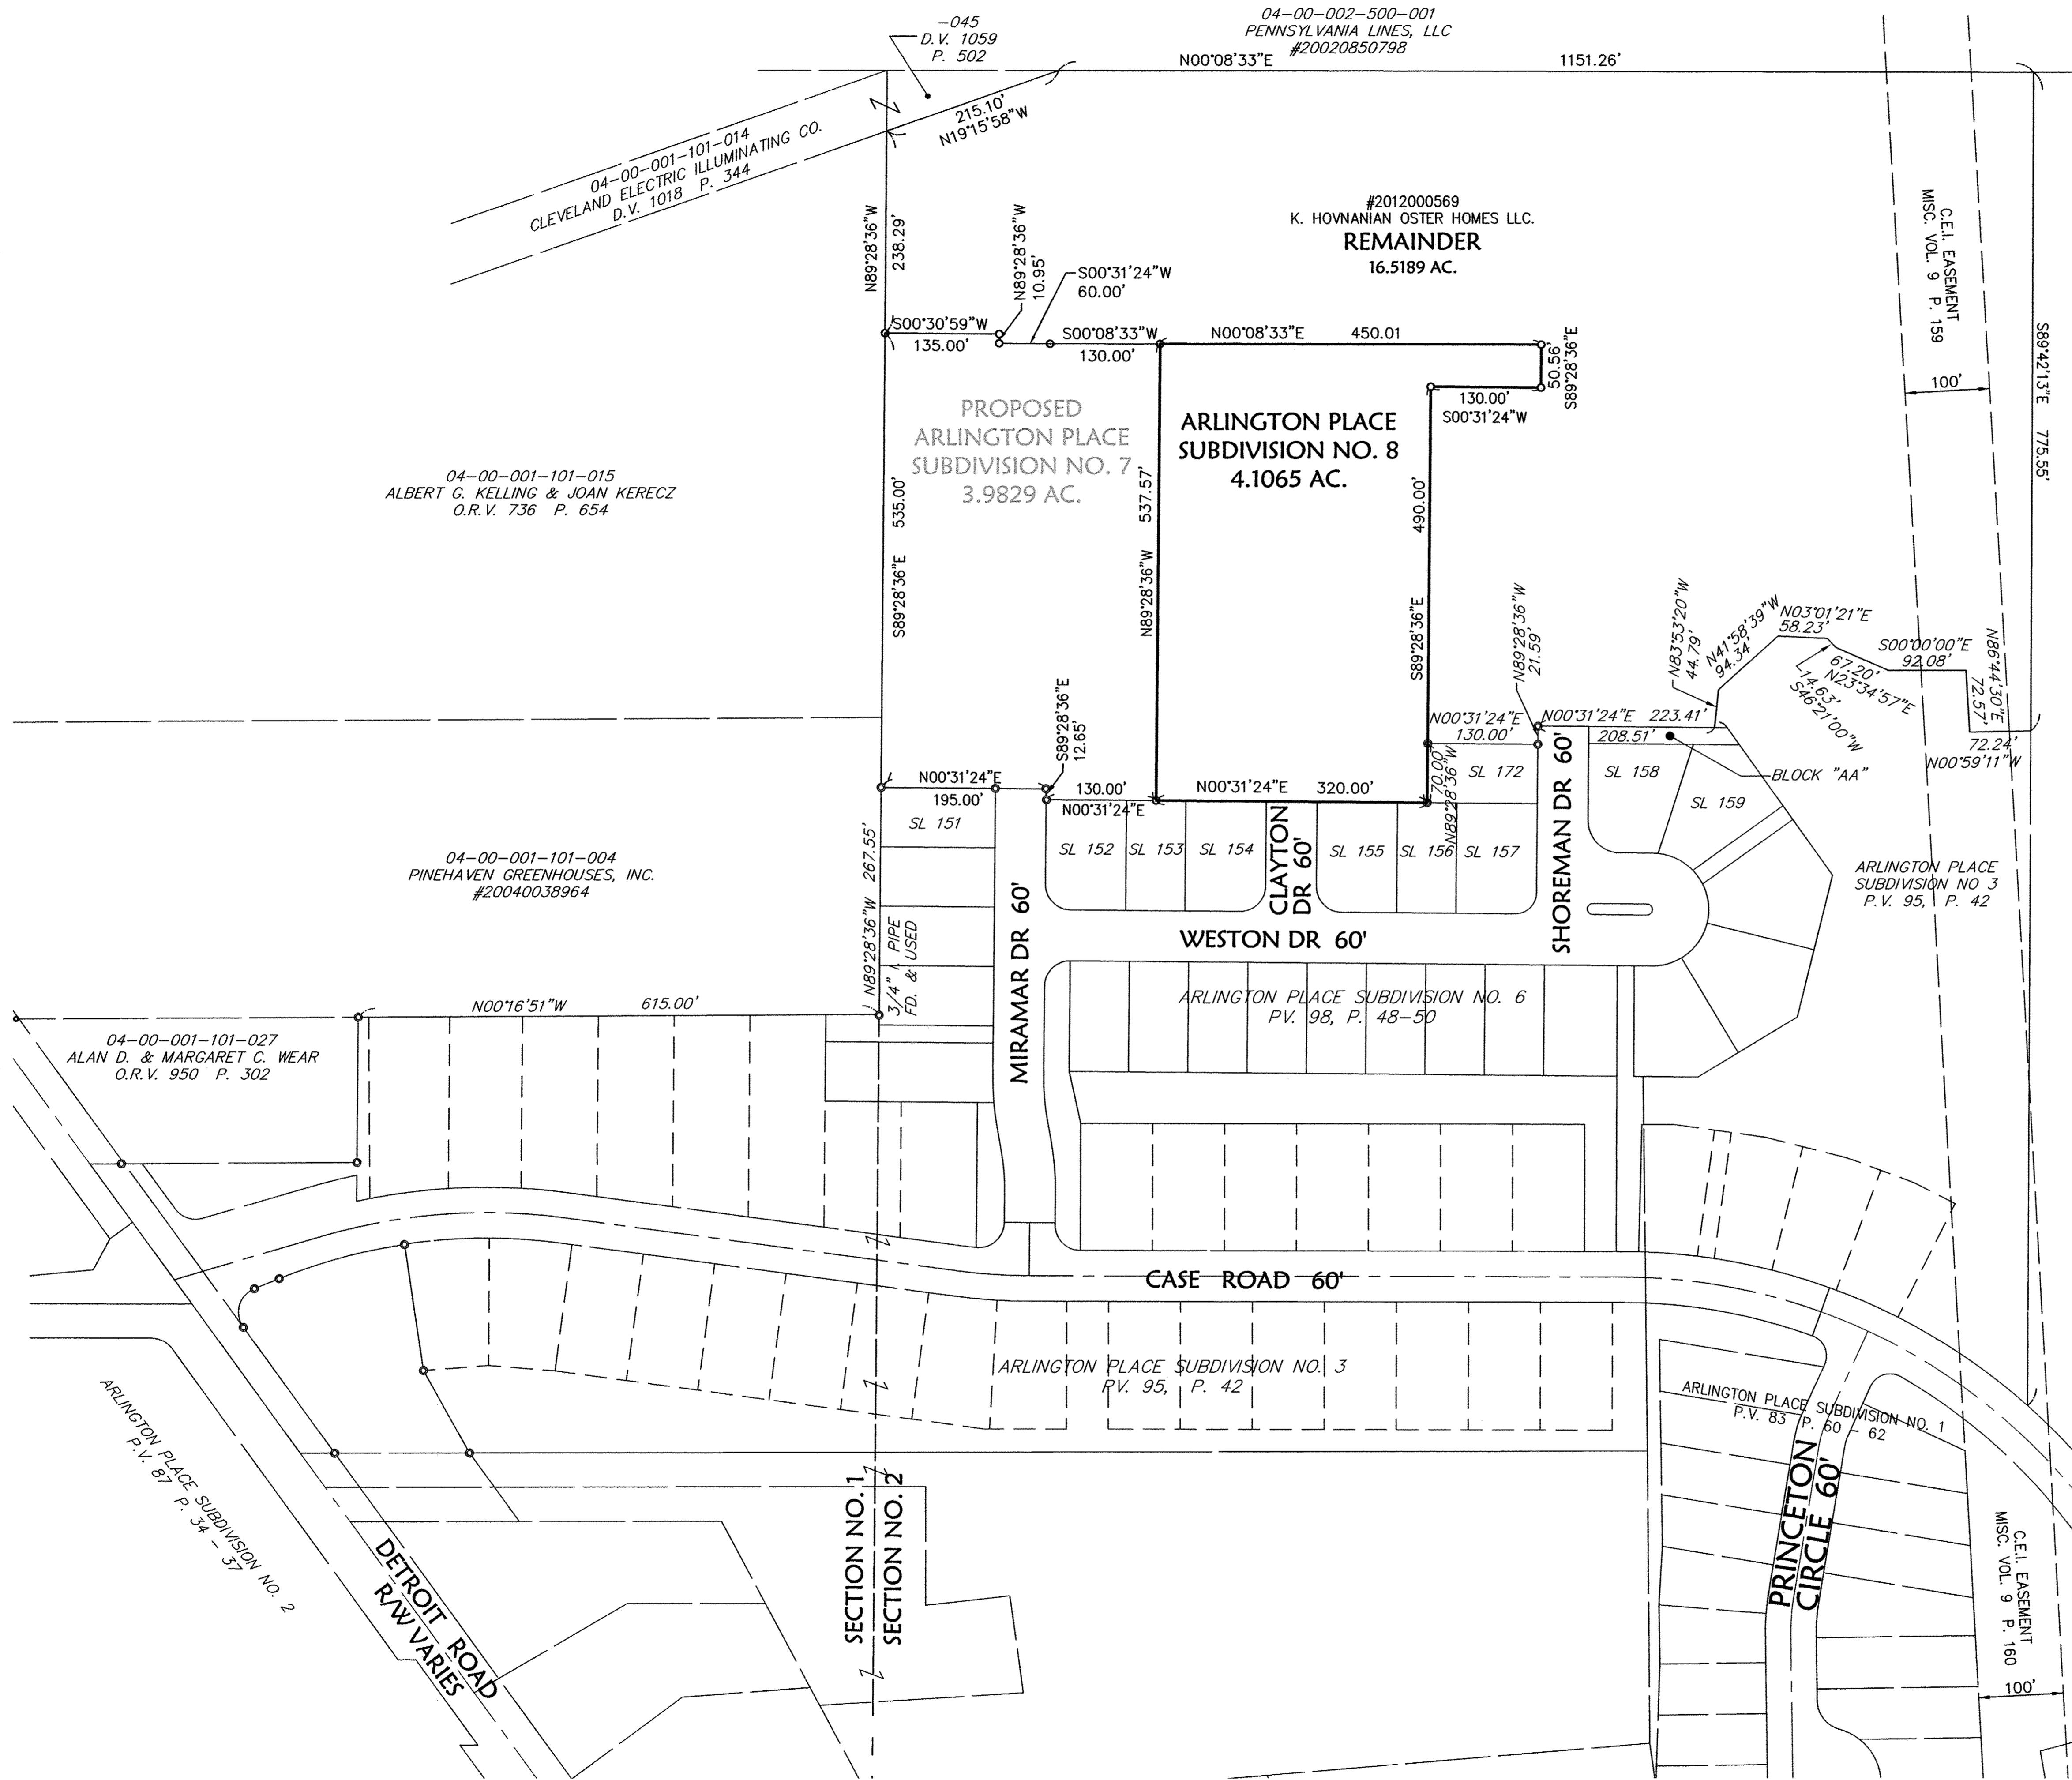 -045
D.V. 1059
P. 502
04-00-002-500-001
PENNSYLVANIA LINES, LLC
#20020850798
N00°08'33"E
1151.26'
215.10'
N19°15'58"W
04-00-001-101-014
CLEVELAND ELECTRIC ILLUMINATING CO.
D.V. 1018 P. 344
N89°28'36"W
238.29'
N89°28'36"W
10.95'
S00°31'24"W
60.00'
#2012000569
K. HOVNANIAN OSTER HOMES LLC.
REMAINDER
16.5189 AC.
C.E.I. EASEMENT
MISC. VOL. 9 P. 159
100'
S89°42'13"E 775.55'
S00°30'59"W
135.00'
S00°08'33"W
130.00'
N00°08'33"E 450.01
50.56'
S89°28'36"E
130.00'
S00°31'24"W
PROPOSED
ARLINGTON PLACE
SUBDIVISION NO. 7
3.9829 AC.
ARLINGTON PLACE
SUBDIVISION NO. 8
4.1065 AC.
04-00-001-101-015
ALBERT G. KELLING & JOAN KERECZ
O.R.V. 736 P. 654
S89°28'36"E 535.00'
N89°28'36"W 537.57'
S89°28'36"E 490.00'
N89°28'36"W
21.59'
N83°53'20"W
44.79'
N41°58'39"W
94.34'
N03°01'21"E
58.23'
S00°00'00"E
92.08'
67.20'
N23°34'57"E
14.63'
S46°21'00"W
N86°44'30"E
72.57'
72.24'
N00°59'11"W
S89°28'36"E
12.65'
N00°31'24"E
130.00'
N00°31'24"E 223.41'
208.51'
BLOCK "AA"
70.00'
N89°28'36"W
N00°31'24"E
195.00'
130.00'
N00°31'24"E
N00°31'24"E 320.00'
SL 172
SL 158
SL 159
SL 151
SL 152
SL 153
SL 154
SL 155
SL 156
SL 157
CLAYTON
DR 60'
SHOREMAN DR 60'
MIRAMAR DR 60'
WESTON DR 60'
04-00-001-101-004
PINEHAVEN GREENHOUSES, INC.
#20040038964
N89°28'36"W 267.55'
3/4" I. PIPE
FD. & USED
ARLINGTON PLACE
SUBDIVISION NO 3
P.V. 95, P. 42
ARLINGTON PLACE SUBDIVISION NO. 6
PV. 98, P. 48-50
N00°16'51"W 615.00'
04-00-001-101-027
ALAN D. & MARGARET C. WEAR
O.R.V. 950 P. 302
CASE ROAD 60'
ARLINGTON PLACE SUBDIVISION NO. 3
PV. 95, P. 42
ARLINGTON PLACE SUBDIVISION NO. 1
P.V. 83 P. 60 - 62
ARLINGTON PLACE SUBDIVISION NO. 2
P.V. 87 P. 34 - 37
DETROIT ROAD
R/W VARIES
SECTION NO. 1
SECTION NO. 2
PRINCETON
CIRCLE 60'
C.E.I. EASEMENT
MISC. VOL. 9 P. 160
100'